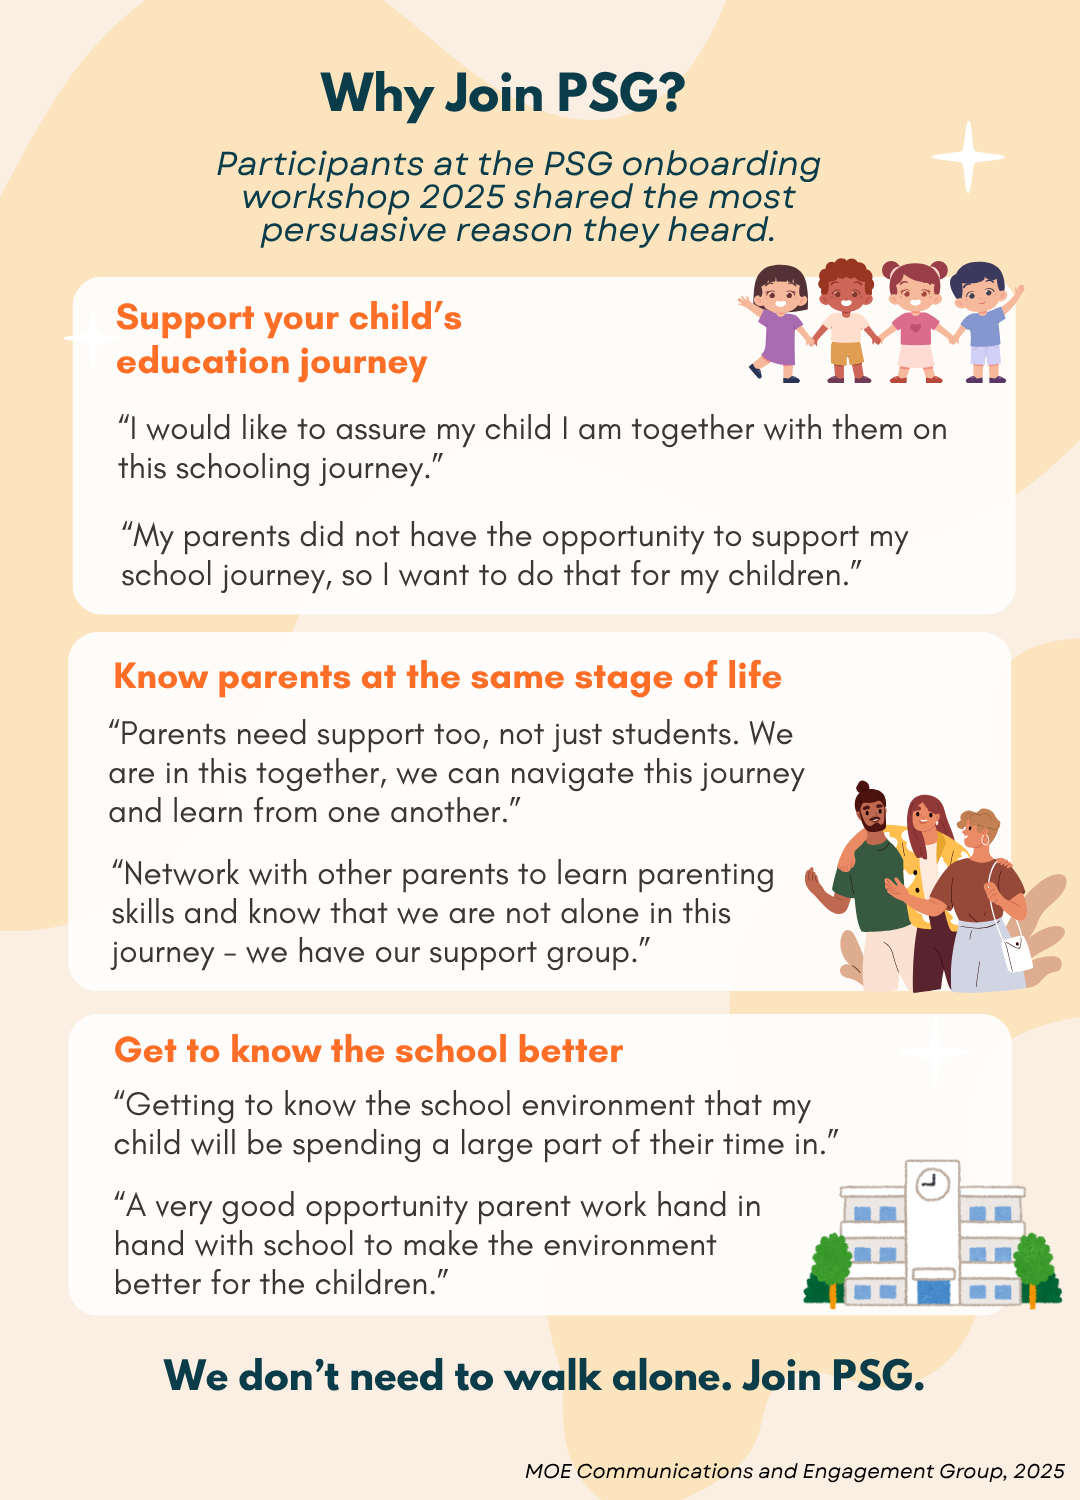 Why Join PSG?
Participants at the PSG onboarding
workshop 2025 shared the most
persuasive reason they heard.
Support your child’s
education journey
“I would like to assure my child I am together with them on
this schooling journey.”
“My parents did not have the opportunity to support my
school journey, so I want to do that for my children.”
Know parents at the same stage of life
“Parents need support too, not just students. We
are in this together, we can navigate this journey
and learn from one another.”
“Network with other parents to learn parenting
skills and know that we are not alone in this
journey – we have our support group.”
Get to know the school better
“Getting to know the school environment that my
child will be spending a large part of their time in.”
“A very good opportunity parent work hand in
hand with school to make the environment
better for the children.”
We don’t need to walk alone. Join PSG.
MOE Communications and Engagement Group, 2025